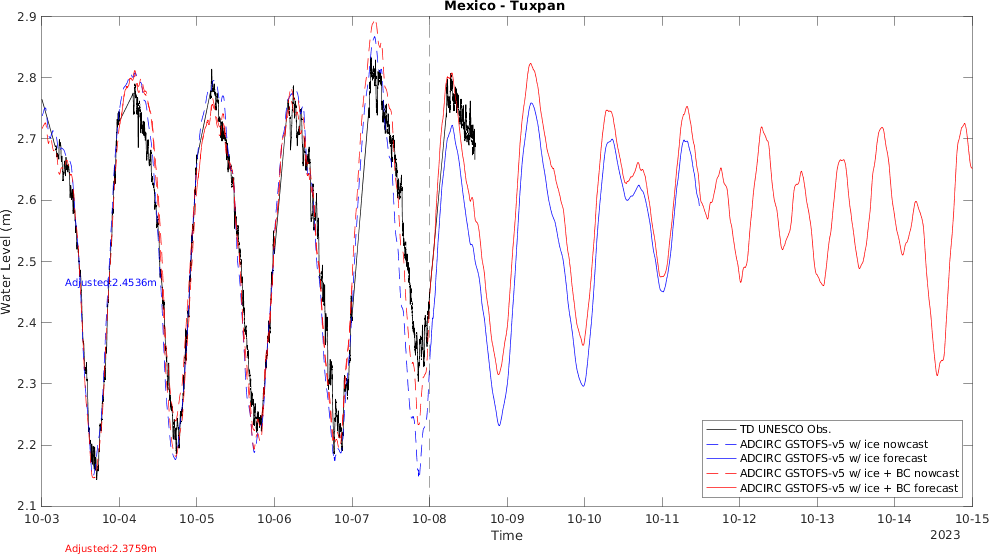 Mexico - Tuxpan
2.9
2.8
2.7
2.6
2.5
2.4
2.3
2.2
2.1
Water Level (m)
Adjusted:2.4536m
TD UNESCO Obs.
ADCIRC GSTOFS-v5 w/ ice nowcast
ADCIRC GSTOFS-v5 w/ ice forecast
ADCIRC GSTOFS-v5 w/ ice + BC nowcast
ADCIRC GSTOFS-v5 w/ ice + BC forecast
10-03 10-04 10-05 10-06 10-07 10-08 10-09 10-10 10-11 10-12 10-13 10-14 10-15
Time
2023
Adjusted:2.3759m